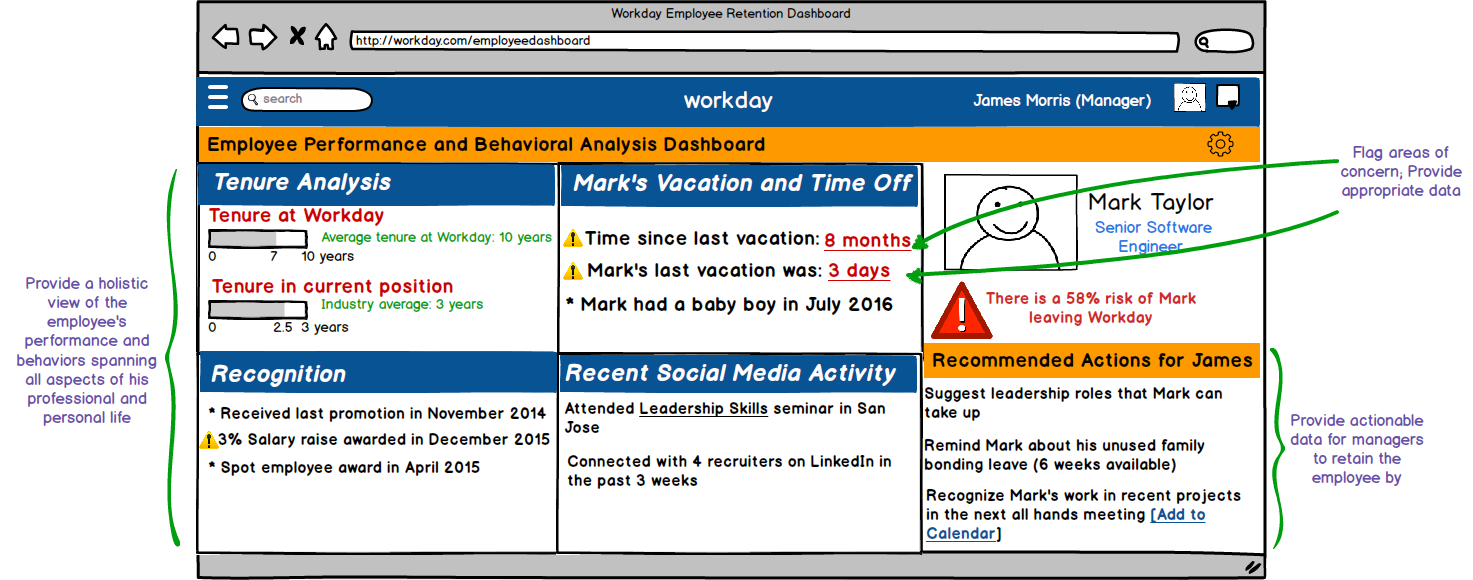 Workday Employee Retention Dashboard
http://workday.com/employeedashboard
search
workday
James Morris (Manager)
Employee Performance and Behavioral Analysis Dashboard
Tenure Analysis
Tenure at Workday
Average tenure at Workday: 10 years
0 7 10 years
Tenure in current position
Industry average: 3 years
0 2.5 3 years
Mark's Vacation and Time Off
Time since last vacation: 8 months
Mark's last vacation was: 3 days
* Mark had a baby boy in July 2016
Mark Taylor
Senior Software
Engineer
There is a 58% risk of Mark
leaving Workday
Recognition
* Received last promotion in November 2014
3% Salary raise awarded in December 2015
* Spot employee award in April 2015
Recent Social Media Activity
Attended Leadership Skills seminar in San
Jose
Connected with 4 recruiters on LinkedIn in
the past 3 weeks
Recommended Actions for James
Suggest leadership roles that Mark can
take up
Remind Mark about his unused family
bonding leave (6 weeks available)
Recognize Mark's work in recent projects
in the next all hands meeting [Add to
Calendar]
Provide a holistic
view of the
employee's
performance and
behaviors spanning
all aspects of his
professional and
personal life
Flag areas of
concern; Provide
appropriate data
Provide actionable
data for managers
to retain the
employee by